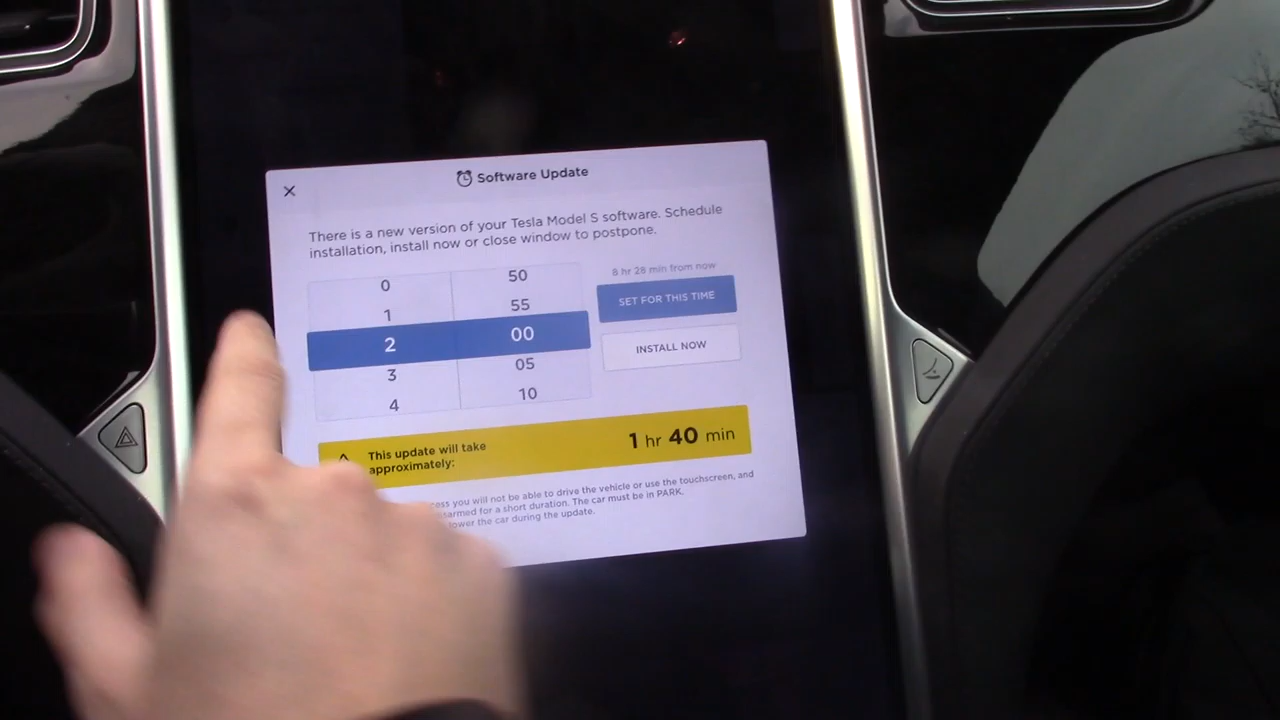 Software Update
There is a new version of your Tesla Model S software. Schedule
installation, install now or close window to postpone.
0 50
1 55
2 00
3 05
4 10
8 hr 28 min from now
SET FOR THIS TIME
INSTALL NOW
This update will take
approximately:
1 hr 40 min
you will not be able to drive the vehicle or use the touchscreen, and
for a short duration. The car must be in PARK.
lower the car during the update.